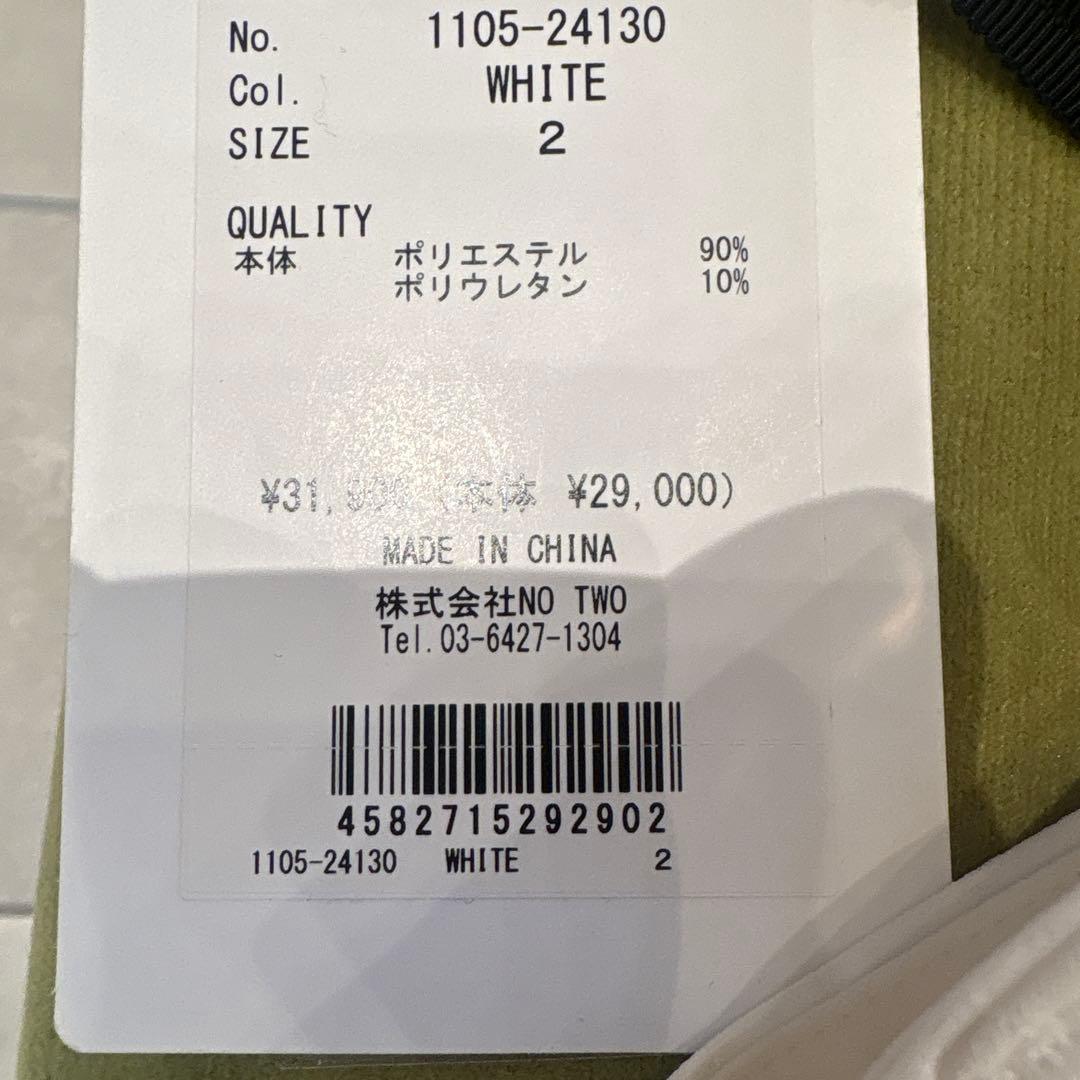 No. 1105-24130
Col. WHITE
SIZE 2
QUALITY
本体 ポリエステル 90%
ポリウレタン 10%
¥31,900 (本体 ¥29,000)
MADE IN CHINA
株式会社NO TWO
Tel.03-6427-1304
4582715292902
1105-24130 WHITE 2